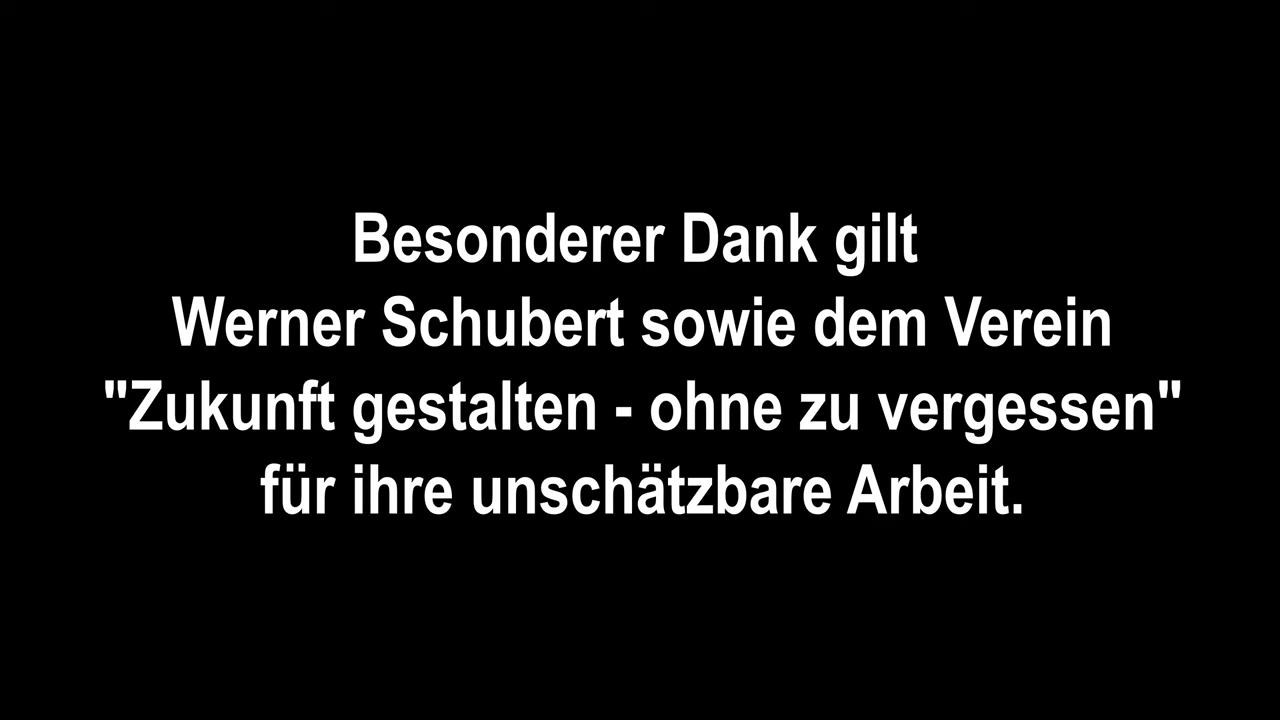 Besonderer Dank gilt
Werner Schubert sowie dem Verein
"Zukunft gestalten - ohne zu vergessen"
für ihre unschätzbare Arbeit.